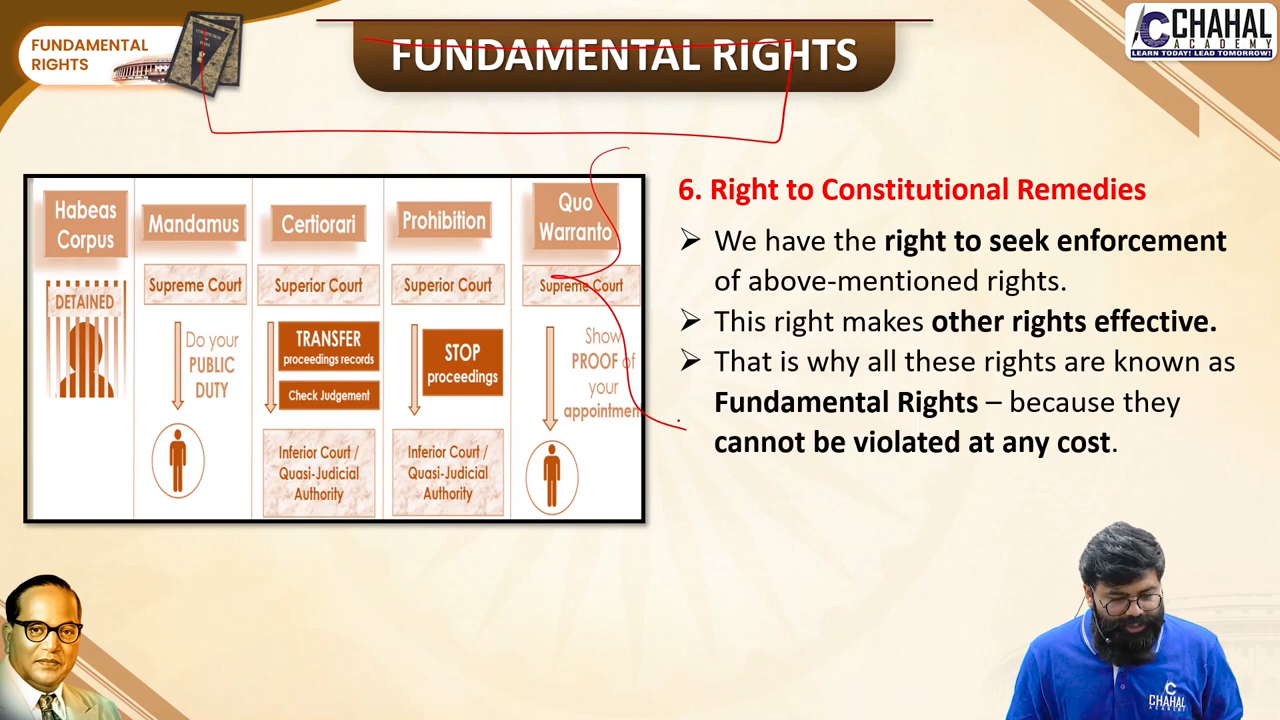 FUNDAMENTAL
RIGHTS
FUNDAMENTAL RIGHTS
CHAHAL
ACADEMY
LEARN TODAY! LEAD TOMORROW!
Habeas
Corpus
DETAINED
Mandamus
Supreme Court
Do your
PUBLIC
DUTY
Certiorari
Superior Court
TRANSFER
proceedings records
Check Judgement
Inferior Court /
Quasi-Judicial
Authority
Prohibition
Superior Court
STOP
proceedings
Inferior Court /
Quasi-Judicial
Authority
Quo
Warranto
Supreme Court
Show
PROOF of
your
appointment
6. Right to Constitutional Remedies
➢ We have the right to seek enforcement
of above-mentioned rights.
➢ This right makes other rights effective.
➢ That is why all these rights are known as
Fundamental Rights – because they
cannot be violated at any cost.
CHAHAL
ACADEMY